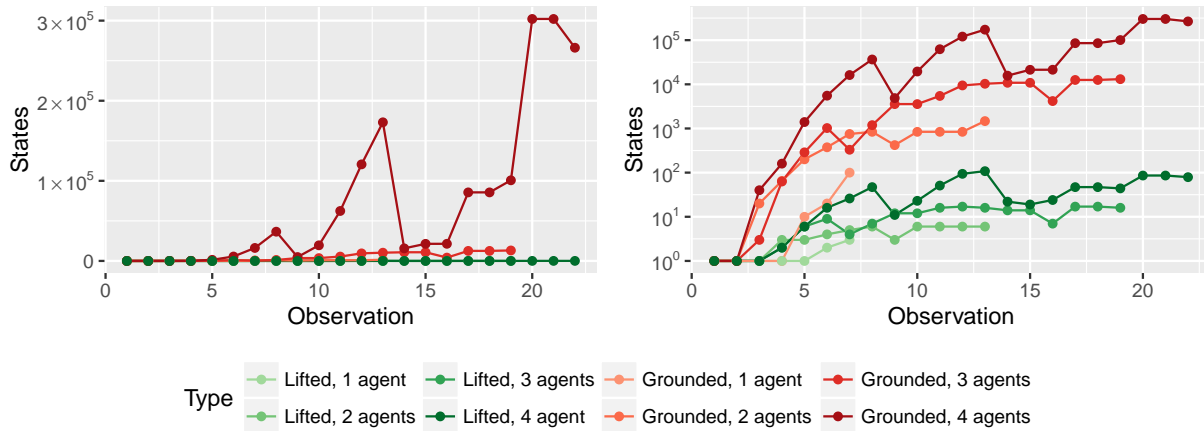 3 × 10^5
2 × 10^5
1 × 10^5
0
States
0 5 10 15 20
Observation
10^5
10^4
10^3
10^2
10^1
10^0
States
0 5 10 15 20
Observation
Type
Lifted, 1 agent Lifted, 3 agents Grounded, 1 agent Grounded, 3 agents
Lifted, 2 agents Lifted, 4 agent Grounded, 2 agents Grounded, 4 agents